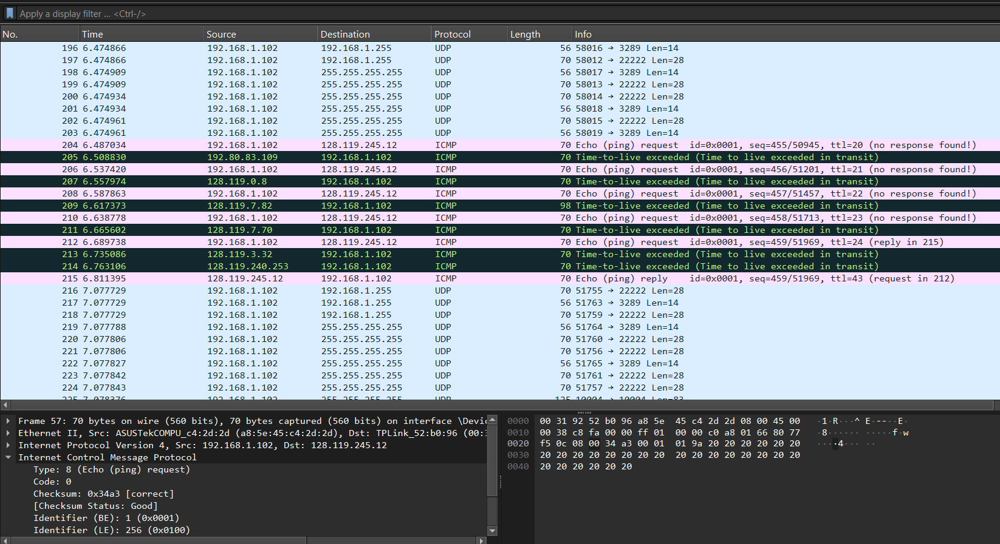 Apply a display filter ... <Ctrl-/>
No. Time Source Destination Protocol Length Info
196 6.474866 192.168.1.102 192.168.1.255 UDP 56 58016 → 3289 Len=14
197 6.474866 192.168.1.102 192.168.1.255 UDP 70 58012 → 22222 Len=28
198 6.474909 192.168.1.102 255.255.255.255 UDP 56 58017 → 3289 Len=14
199 6.474909 192.168.1.102 255.255.255.255 UDP 70 58013 → 22222 Len=28
200 6.474934 192.168.1.102 255.255.255.255 UDP 70 58014 → 22222 Len=28
201 6.474934 192.168.1.102 255.255.255.255 UDP 56 58018 → 3289 Len=14
202 6.474961 192.168.1.102 255.255.255.255 UDP 70 58015 → 22222 Len=28
203 6.474961 192.168.1.102 255.255.255.255 UDP 56 58019 → 3289 Len=14
204 6.487034 192.168.1.102 128.119.245.12 ICMP 70 Echo (ping) request id=0x0001, seq=455/50945, ttl=20 (no response found!)
205 6.508830 192.80.83.109 192.168.1.102 ICMP 70 Time-to-live exceeded (Time to live exceeded in transit)
206 6.537420 192.168.1.102 128.119.245.12 ICMP 70 Echo (ping) request id=0x0001, seq=456/51201, ttl=21 (no response found!)
207 6.557974 128.119.0.8 192.168.1.102 ICMP 70 Time-to-live exceeded (Time to live exceeded in transit)
208 6.587863 192.168.1.102 128.119.245.12 ICMP 70 Echo (ping) request id=0x0001, seq=457/51457, ttl=22 (no response found!)
209 6.617373 128.119.7.82 192.168.1.102 ICMP 98 Time-to-live exceeded (Time to live exceeded in transit)
210 6.638778 192.168.1.102 128.119.245.12 ICMP 70 Echo (ping) request id=0x0001, seq=458/51713, ttl=23 (no response found!)
211 6.665602 128.119.7.70 192.168.1.102 ICMP 70 Time-to-live exceeded (Time to live exceeded in transit)
212 6.689738 192.168.1.102 128.119.245.12 ICMP 70 Echo (ping) request id=0x0001, seq=459/51969, ttl=24 (reply in 215)
213 6.735086 128.119.3.32 192.168.1.102 ICMP 70 Time-to-live exceeded (Time to live exceeded in transit)
214 6.763106 128.119.240.253 192.168.1.102 ICMP 70 Time-to-live exceeded (Time to live exceeded in transit)
215 6.811395 128.119.245.12 192.168.1.102 ICMP 70 Echo (ping) reply id=0x0001, seq=459/51969, ttl=43 (request in 212)
216 7.077729 192.168.1.102 192.168.1.255 UDP 70 51755 → 22222 Len=28
217 7.077729 192.168.1.102 192.168.1.255 UDP 56 51763 → 3289 Len=14
218 7.077729 192.168.1.102 192.168.1.255 UDP 70 51759 → 22222 Len=28
219 7.077788 192.168.1.102 255.255.255.255 UDP 56 51764 → 3289 Len=14
220 7.077806 192.168.1.102 255.255.255.255 UDP 70 51760 → 22222 Len=28
221 7.077806 192.168.1.102 255.255.255.255 UDP 70 51756 → 22222 Len=28
222 7.077827 192.168.1.102 255.255.255.255 UDP 56 51765 → 3289 Len=14
223 7.077842 192.168.1.102 255.255.255.255 UDP 70 51761 → 22222 Len=28
224 7.077843 192.168.1.102 255.255.255.255 UDP 70 51757 → 22222 Len=28
225 7.078376 192.168.1.102 255.255.255.255 UDP 125 10004 → 10004 Len=83
Frame 57: 70 bytes on wire (560 bits), 70 bytes captured (560 bits) on interface
Ethernet II, Src: ASUSTekCOMPU_c4:2d:2d (a8:5e:45:c4:2d:2d), Dst: TPLink_52:b0:96
Internet Protocol Version 4, Src: 192.168.1.102, Dst: 128.119.245.12
Internet Control Message Protocol
Type: 8 (Echo (ping) request)
Code: 0
Checksum: 0x34a3 [correct]
[Checksum Status: Good]
Identifier (BE): 1 (0x0001)
Identifier (LE): 256 (0x0100)
0000 00 31 92 52 b0 96 a8 5e 45 c4 2d 2d 08 00 45 00 ·1·R···^ E·--··E·
0010 00 38 c8 fa 00 00 ff 01 00 00 c0 a8 01 66 80 77 ·8······ ·····f·w
0020 f5 0c 08 00 34 a3 00 01 01 9a 20 20 20 20 20 20 ····4··· ··
0030 20 20 20 20 20 20 20 20 20 20 20 20 20 20 20 20
0040 20 20 20 20 20 20